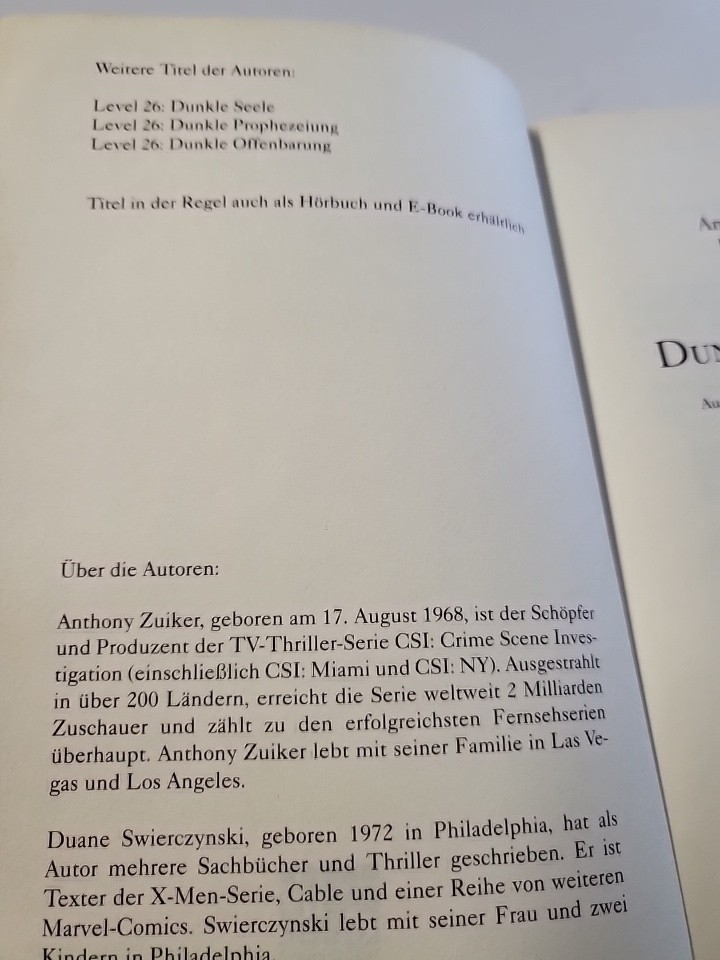 Weitere Titel der Autoren:
Level 26: Dunkle Seele
Level 26: Dunkle Prophezeiung
Level 26: Dunkle Offenbarung
Titel in der Regel auch als Hörbuch und E-Book erhältlich
Über die Autoren:
Anthony Zuiker, geboren am 17. August 1968, ist der Schöpfer
und Produzent der TV-Thriller-Serie CSI: Crime Scene Inves-
tigation (einschließlich CSI: Miami und CSI: NY). Ausgestrahlt
in über 200 Ländern, erreicht die Serie weltweit 2 Milliarden
Zuschauer und zählt zu den erfolgreichsten Fernsehserien
überhaupt. Anthony Zuiker lebt mit seiner Familie in Las Ve-
gas und Los Angeles.
Duane Swierczynski, geboren 1972 in Philadelphia, hat als
Autor mehrere Sachbücher und Thriller geschrieben. Er ist
Texter der X-Men-Serie, Cable und einer Reihe von weiteren
Marvel-Comics. Swierczynski lebt mit seiner Frau und zwei
Kindern in Philadelphia.